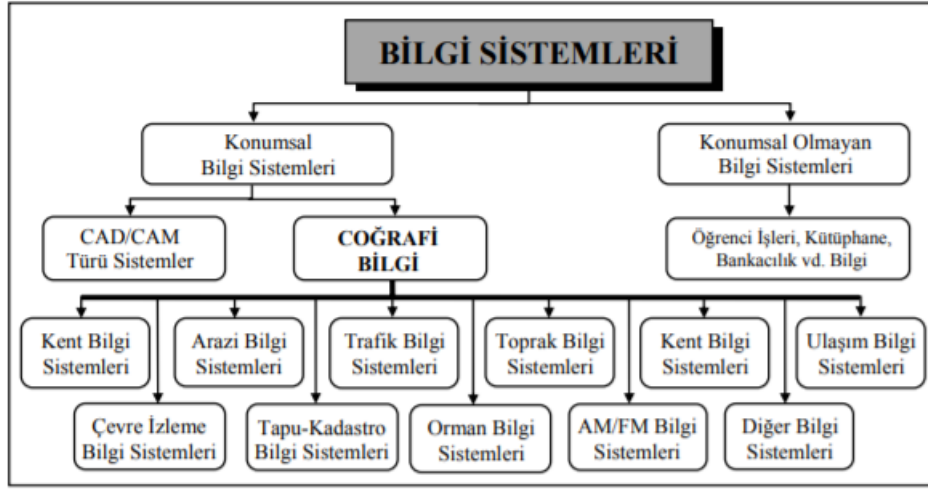 BİLGİ SİSTEMLERİ
Konumsal
Bilgi Sistemleri
Konumsal Olmayan
Bilgi Sistemleri
CAD/CAM
Türü Sistemler
COĞRAFİ
BİLGİ
Öğrenci İşleri, Kütüphane,
Bankacılık vd. Bilgi
Kent Bilgi
Sistemleri
Arazi Bilgi
Sistemleri
Trafik Bilgi
Sistemleri
Toprak Bilgi
Sistemleri
Kent Bilgi
Sistemleri
Ulaşım Bilgi
Sistemleri
Çevre İzleme
Bilgi Sistemleri
Tapu-Kadastro
Bilgi Sistemleri
Orman Bilgi
Sistemleri
AM/FM Bilgi
Sistemleri
Diğer Bilgi
Sistemleri